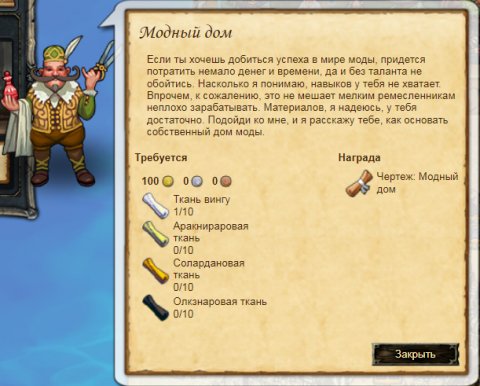 Модный дом
Если ты хочешь добиться успеха в мире моды, придется
потратить немало денег и времени, да и без таланта не
обойтись. Насколько я понимаю, навыков у тебя не хватает.
Впрочем, к сожалению, это не мешает мелким ремесленникам
неплохо зарабатывать. Материалов, я надеюсь, у тебя
достаточно. Подойди ко мне, и я расскажу тебе, как основать
собственный дом моды.
Требуется
100 0 0
Ткань вингу
1/10
Аракнираровая
ткань
0/10
Солардановая
ткань
0/10
Олкзнаровая ткань
0/10
Награда
Чертеж: Модный
дом
Закрыть